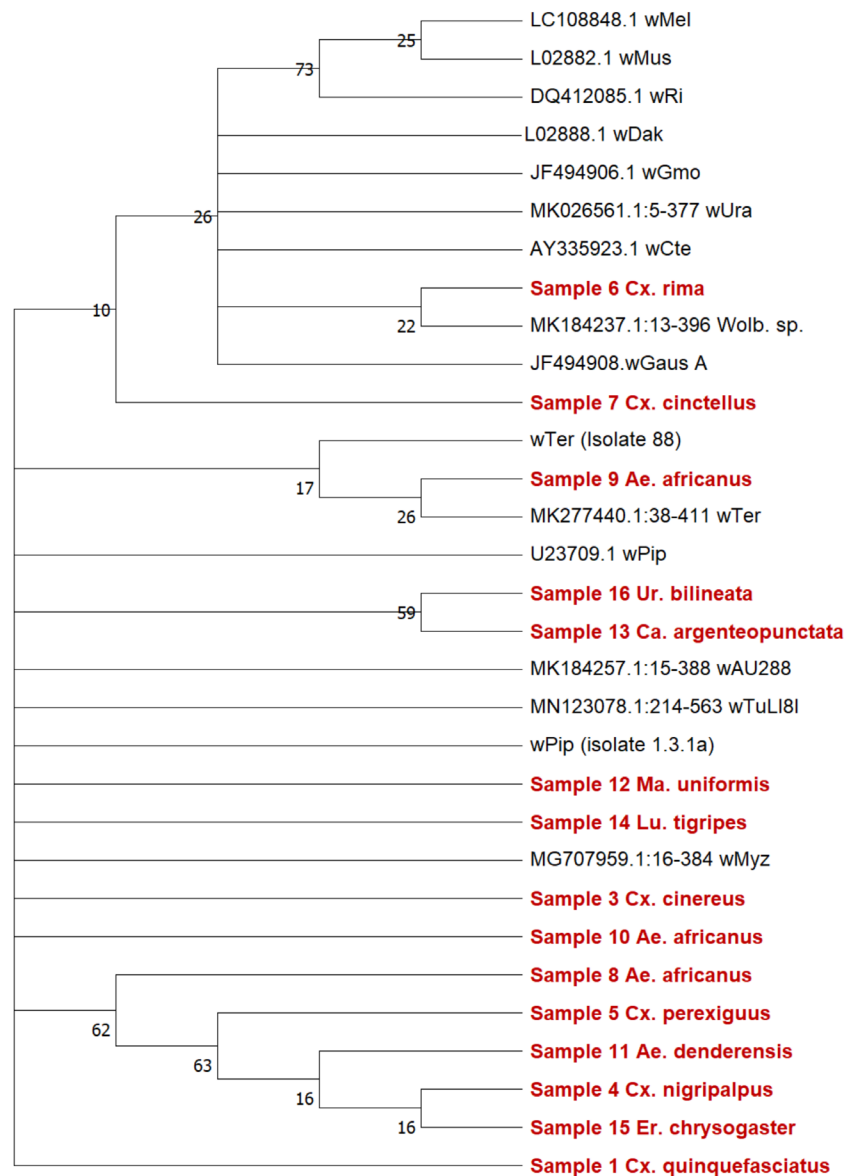 LC108848.1 wMel
25
L02882.1 wMus
73
DQ412085.1 wRi
L02888.1 wDak
JF494906.1 wGmo
26
MK026561.1:5-377 wUra
AY335923.1 wCte
Sample 6 Cx. rima
10
22
MK184237.1:13-396 Wolb. sp.
JF494908.wGaus A
Sample 7 Cx. cinctellus
wTer (Isolate 88)
17
Sample 9 Ae. africanus
26
MK277440.1:38-411 wTer
U23709.1 wPip
Sample 16 Ur. bilineata
59
Sample 13 Ca. argenteopunctata
MK184257.1:15-388 wAU288
MN123078.1:214-563 wTuLI8I
wPip (isolate 1.3.1a)
Sample 12 Ma. uniformis
Sample 14 Lu. tigripes
MG707959.1:16-384 wMyz
Sample 3 Cx. cinereus
Sample 10 Ae. africanus
Sample 8 Ae. africanus
62
Sample 5 Cx. perexiguus
63
Sample 11 Ae. denderensis
16
Sample 4 Cx. nigripalpus
16
Sample 15 Er. chrysogaster
Sample 1 Cx. quinquefasciatus